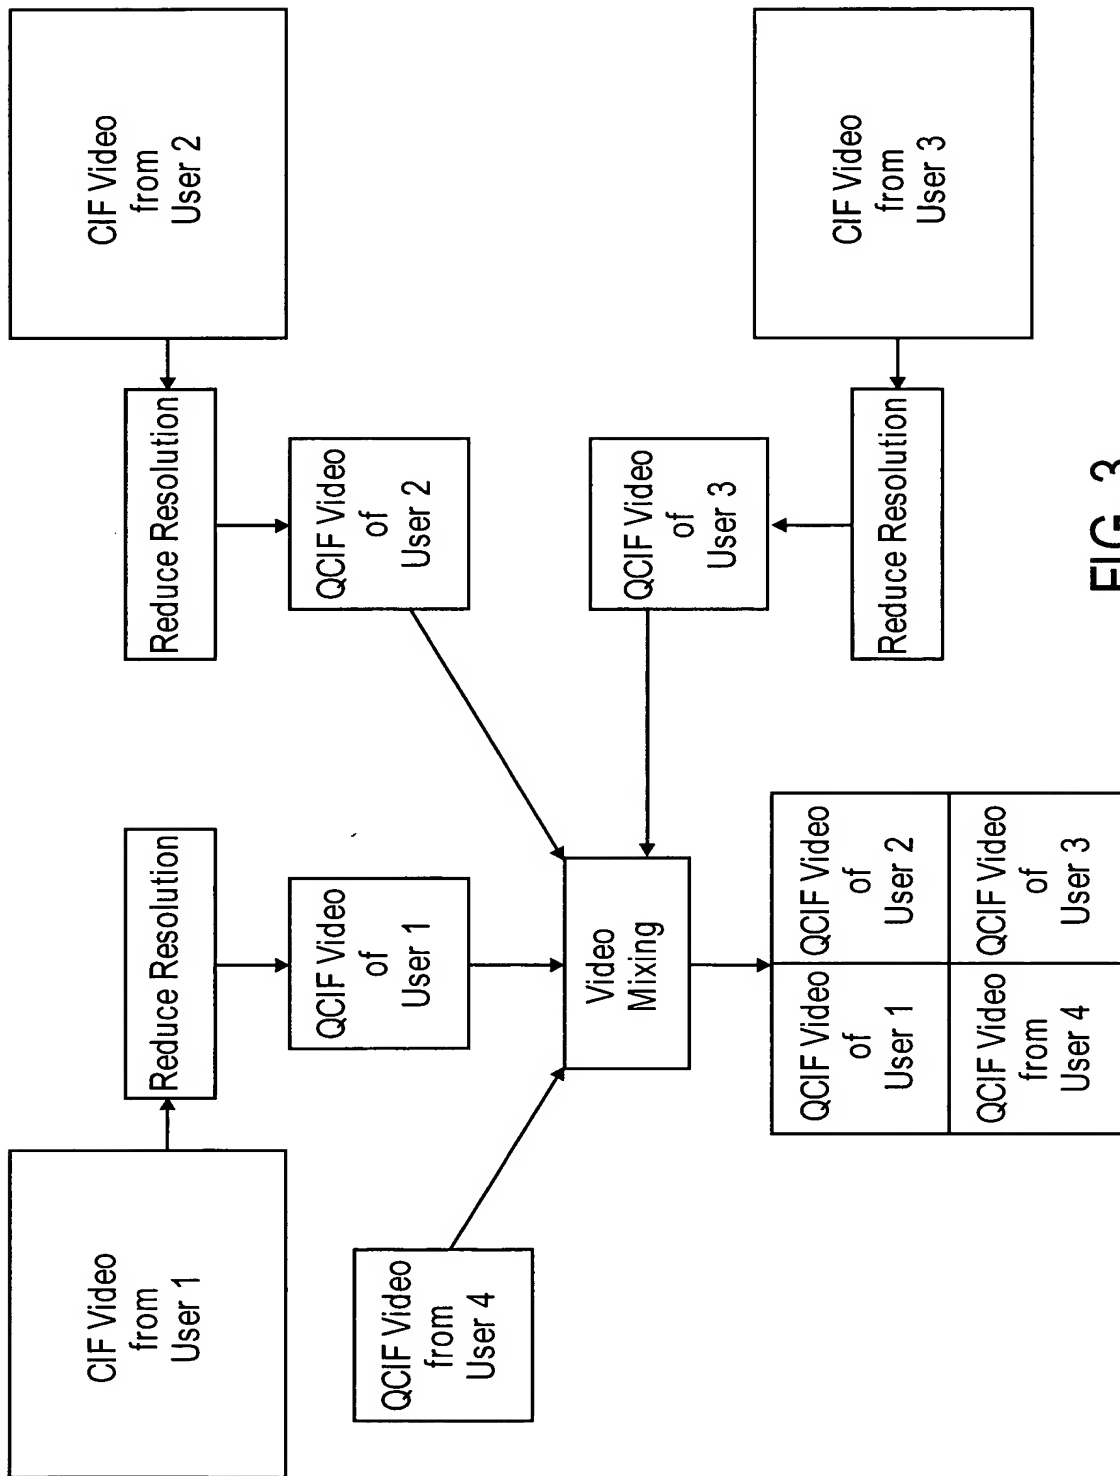 CIF Video
from
User 1
Reduce Resolution
Reduce Resolution
CIF Video
from
User 2
QCIF Video
from
User 4
QCIF Video
of
User 1
QCIF Video
of
User 2
Video
Mixing
QCIF Video
of
User 3
QCIF Video
of
User 1
QCIF Video
of
User 2
QCIF Video
from
User 4
QCIF Video
of
User 3
Reduce Resolution
CIF Video
from
User 3
FIG. 3